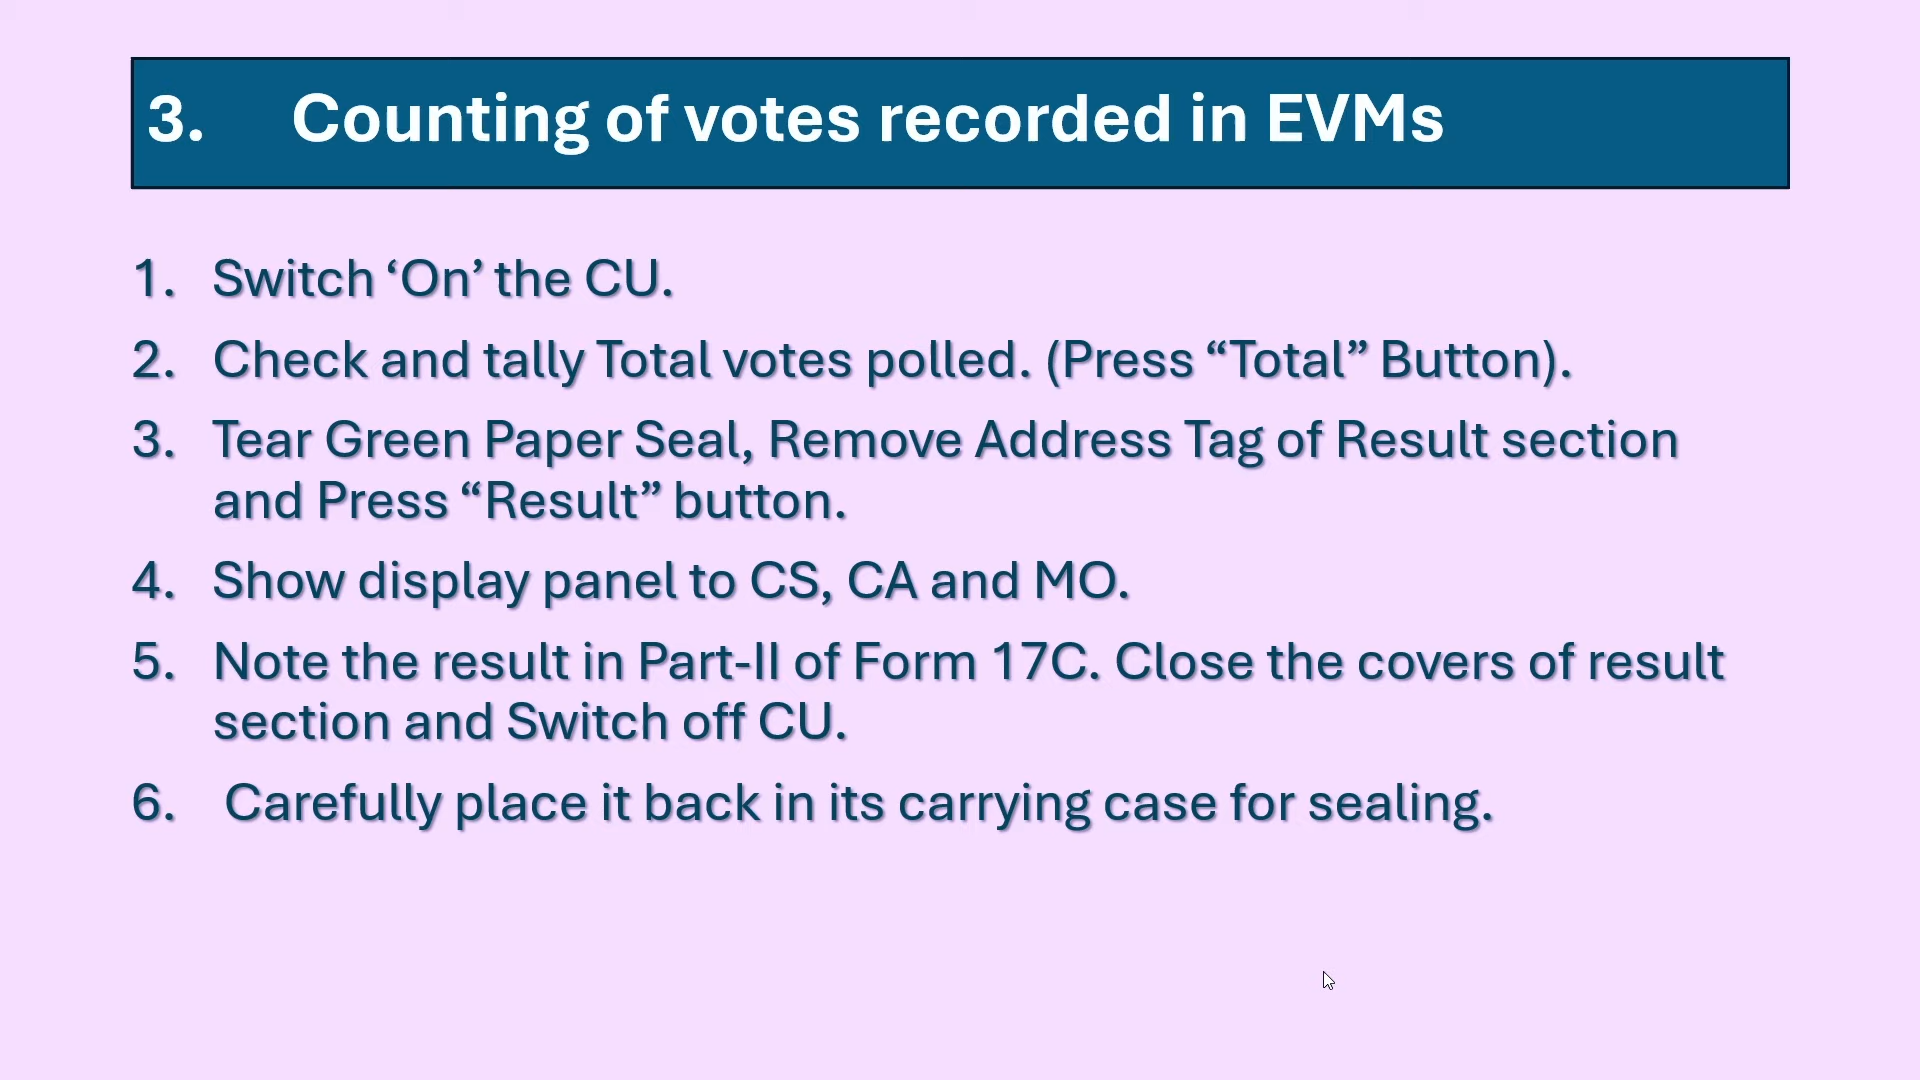 3. Counting of votes recorded in EVMs
1. Switch ‘On’ the CU.
2. Check and tally Total votes polled. (Press “Total” Button).
3. Tear Green Paper Seal, Remove Address Tag of Result section
and Press “Result” button.
4. Show display panel to CS, CA and MO.
5. Note the result in Part-II of Form 17C. Close the covers of result
section and Switch off CU.
6. Carefully place it back in its carrying case for sealing.